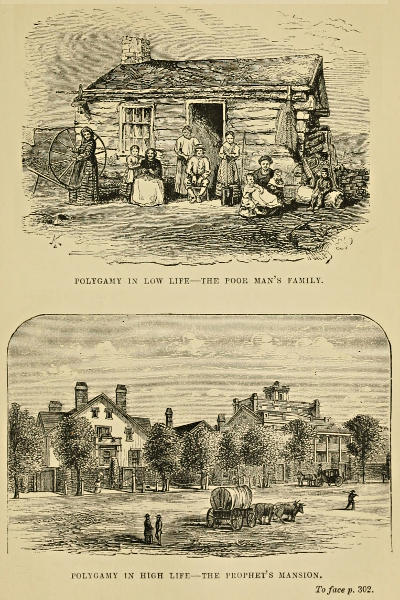 POLYGAMY IN LOW LIFE—THE POOR MAN'S FAMILY.
POLYGAMY IN HIGH LIFE—THE PROPHET'S MANSION.
To face p. 302.